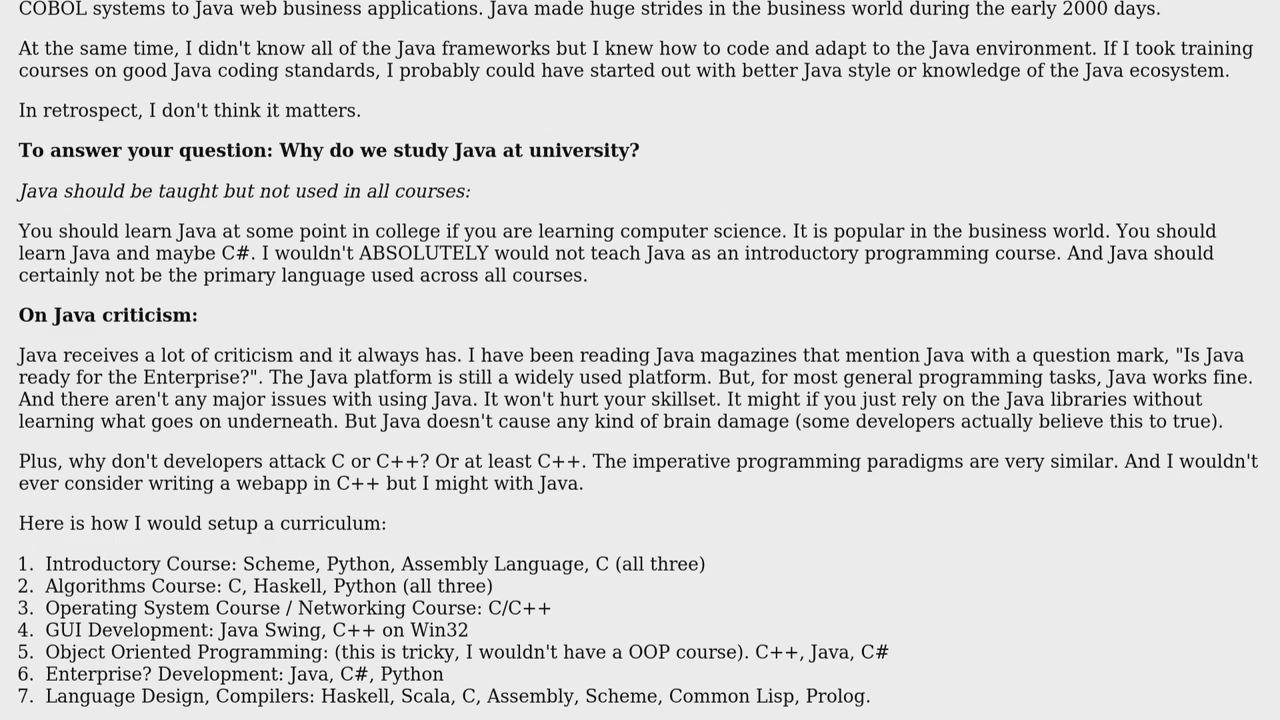 COBOL systems to Java web business applications. Java made huge strides in the business world during the early 2000 days.
At the same time, I didn't know all of the Java frameworks but I knew how to code and adapt to the Java environment. If I took training
courses on good Java coding standards, I probably could have started out with better Java style or knowledge of the Java ecosystem.
In retrospect, I don't think it matters.
To answer your question: Why do we study Java at university?
Java should be taught but not used in all courses:
You should learn Java at some point in college if you are learning computer science. It is popular in the business world. You should
learn Java and maybe C#. I wouldn't ABSOLUTELY would not teach Java as an introductory programming course. And Java should
certainly not be the primary language used across all courses.
On Java criticism:
Java receives a lot of criticism and it always has. I have been reading Java magazines that mention Java with a question mark, "Is Java
ready for the Enterprise?". The Java platform is still a widely used platform. But, for most general programming tasks, Java works fine.
And there aren't any major issues with using Java. It won't hurt your skillset. It might if you just rely on the Java libraries without
learning what goes on underneath. But Java doesn't cause any kind of brain damage (some developers actually believe this to true).
Plus, why don't developers attack C or C++? Or at least C++. The imperative programming paradigms are very similar. And I wouldn't
ever consider writing a webapp in C++ but I might with Java.
Here is how I would setup a curriculum:
1. Introductory Course: Scheme, Python, Assembly Language, C (all three)
2. Algorithms Course: C, Haskell, Python (all three)
3. Operating System Course / Networking Course: C/C++
4. GUI Development: Java Swing, C++ on Win32
5. Object Oriented Programming: (this is tricky, I wouldn't have a OOP course). C++, Java, C#
6. Enterprise? Development: Java, C#, Python
7. Language Design, Compilers: Haskell, Scala, C, Assembly, Scheme, Common Lisp, Prolog.